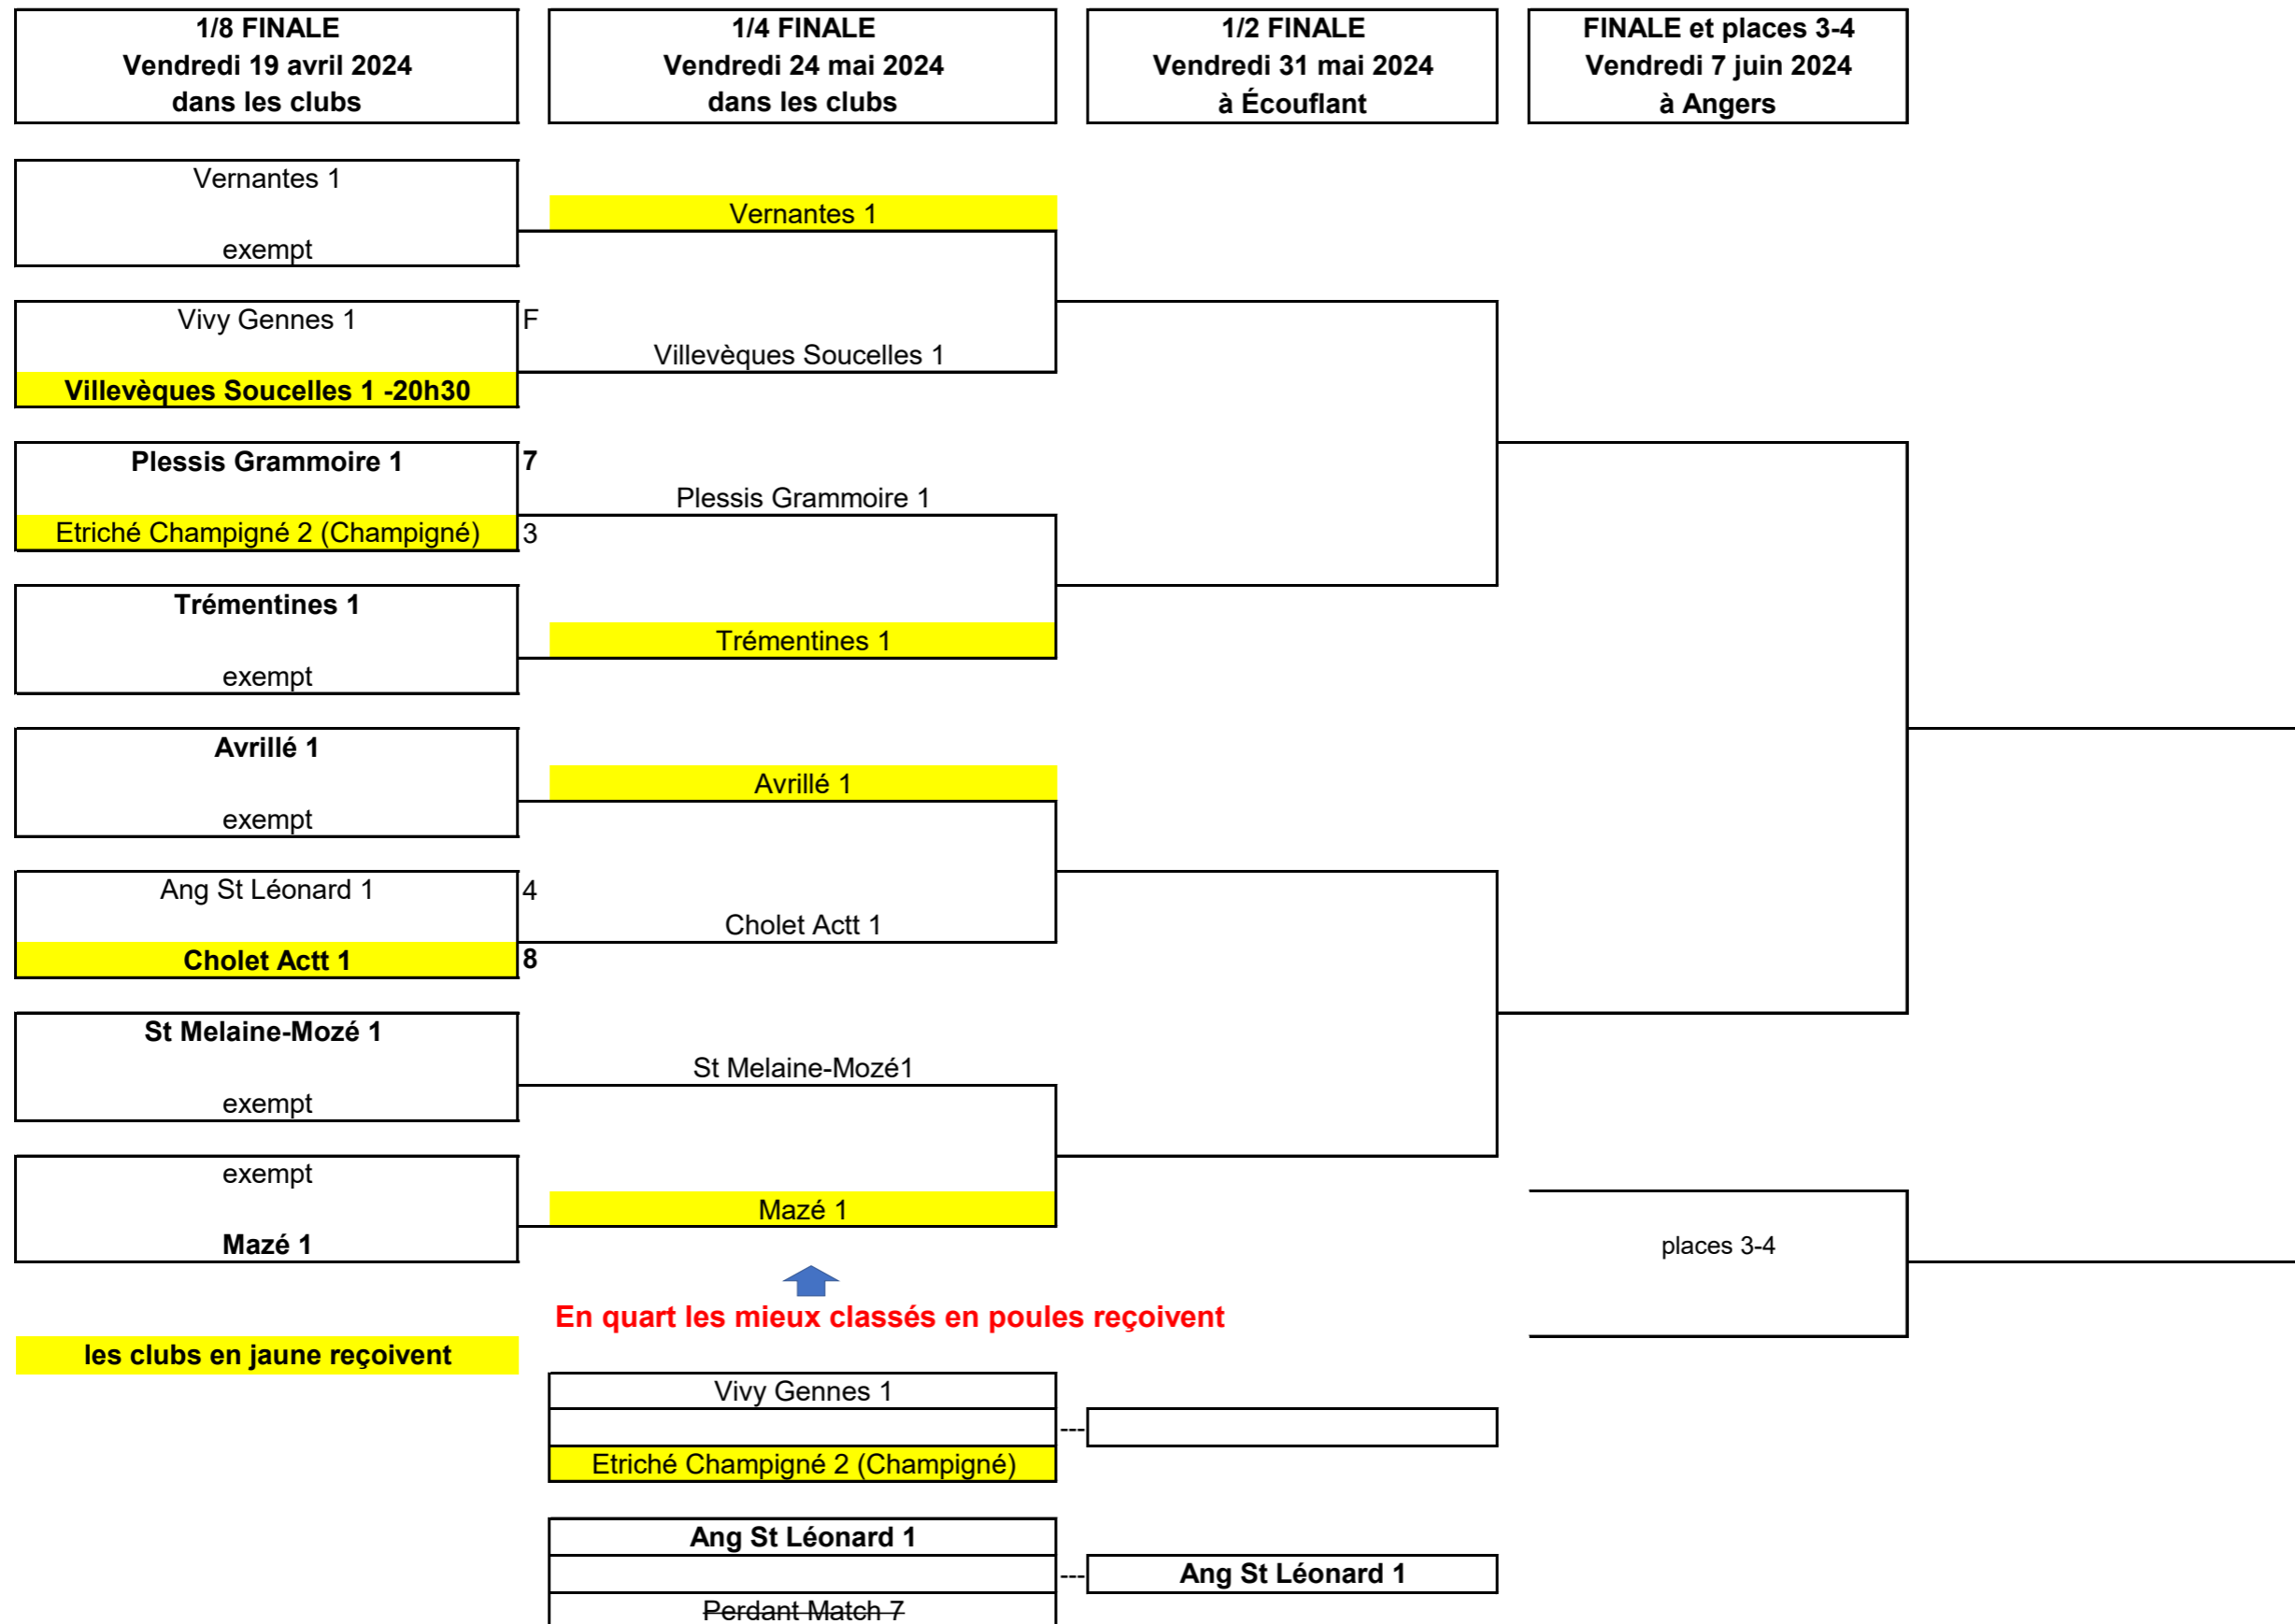 1/8 FINALE
Vendredi 19 avril 2024
dans les clubs
1/4 FINALE
Vendredi 24 mai 2024
dans les clubs
1/2 FINALE
Vendredi 31 mai 2024
à Écouflant
FINALE et places 3-4
Vendredi 7 juin 2024
à Angers
Vernantes 1
exempt
Vivy Gennes 1 F
Villevèques Soucelles 1 -20h30
Plessis Grammoire 1 7
Etriché Champigné 2 (Champigné) 3
Trémentines 1
exempt
Avrillé 1
exempt
Ang St Léonard 1 4
Cholet Actt 1 8
St Melaine-Mozé 1
exempt
exempt
Mazé 1
les clubs en jaune reçoivent
Vernantes 1
Villevèques Soucelles 1
Plessis Grammoire 1
Trémentines 1
Avrillé 1
Cholet Actt 1
St Melaine-Mozé1
Mazé 1
En quart les mieux classés en poules reçoivent
Vivy Gennes 1
---
Etriché Champigné 2 (Champigné)
Ang St Léonard 1
--- Ang St Léonard 1
Perdant Match 7
places 3-4